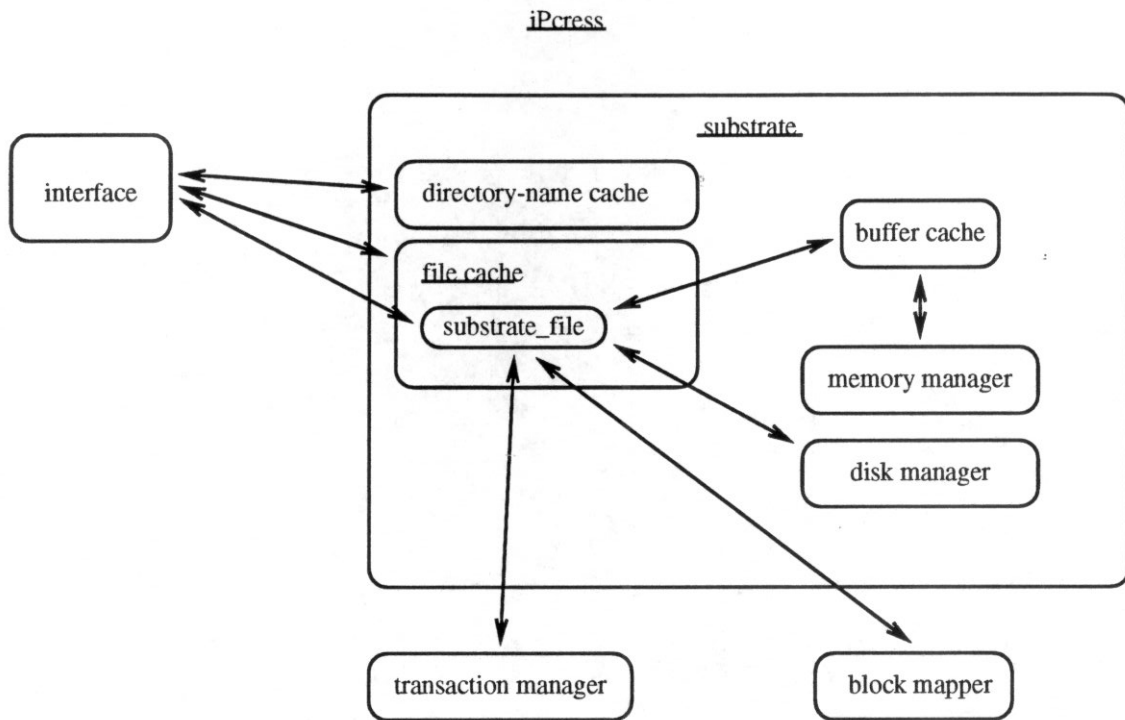 iPcress
substrate
interface
directory-name cache
buffer cache
file cache
substrate_file
memory manager
disk manager
transaction manager
block mapper